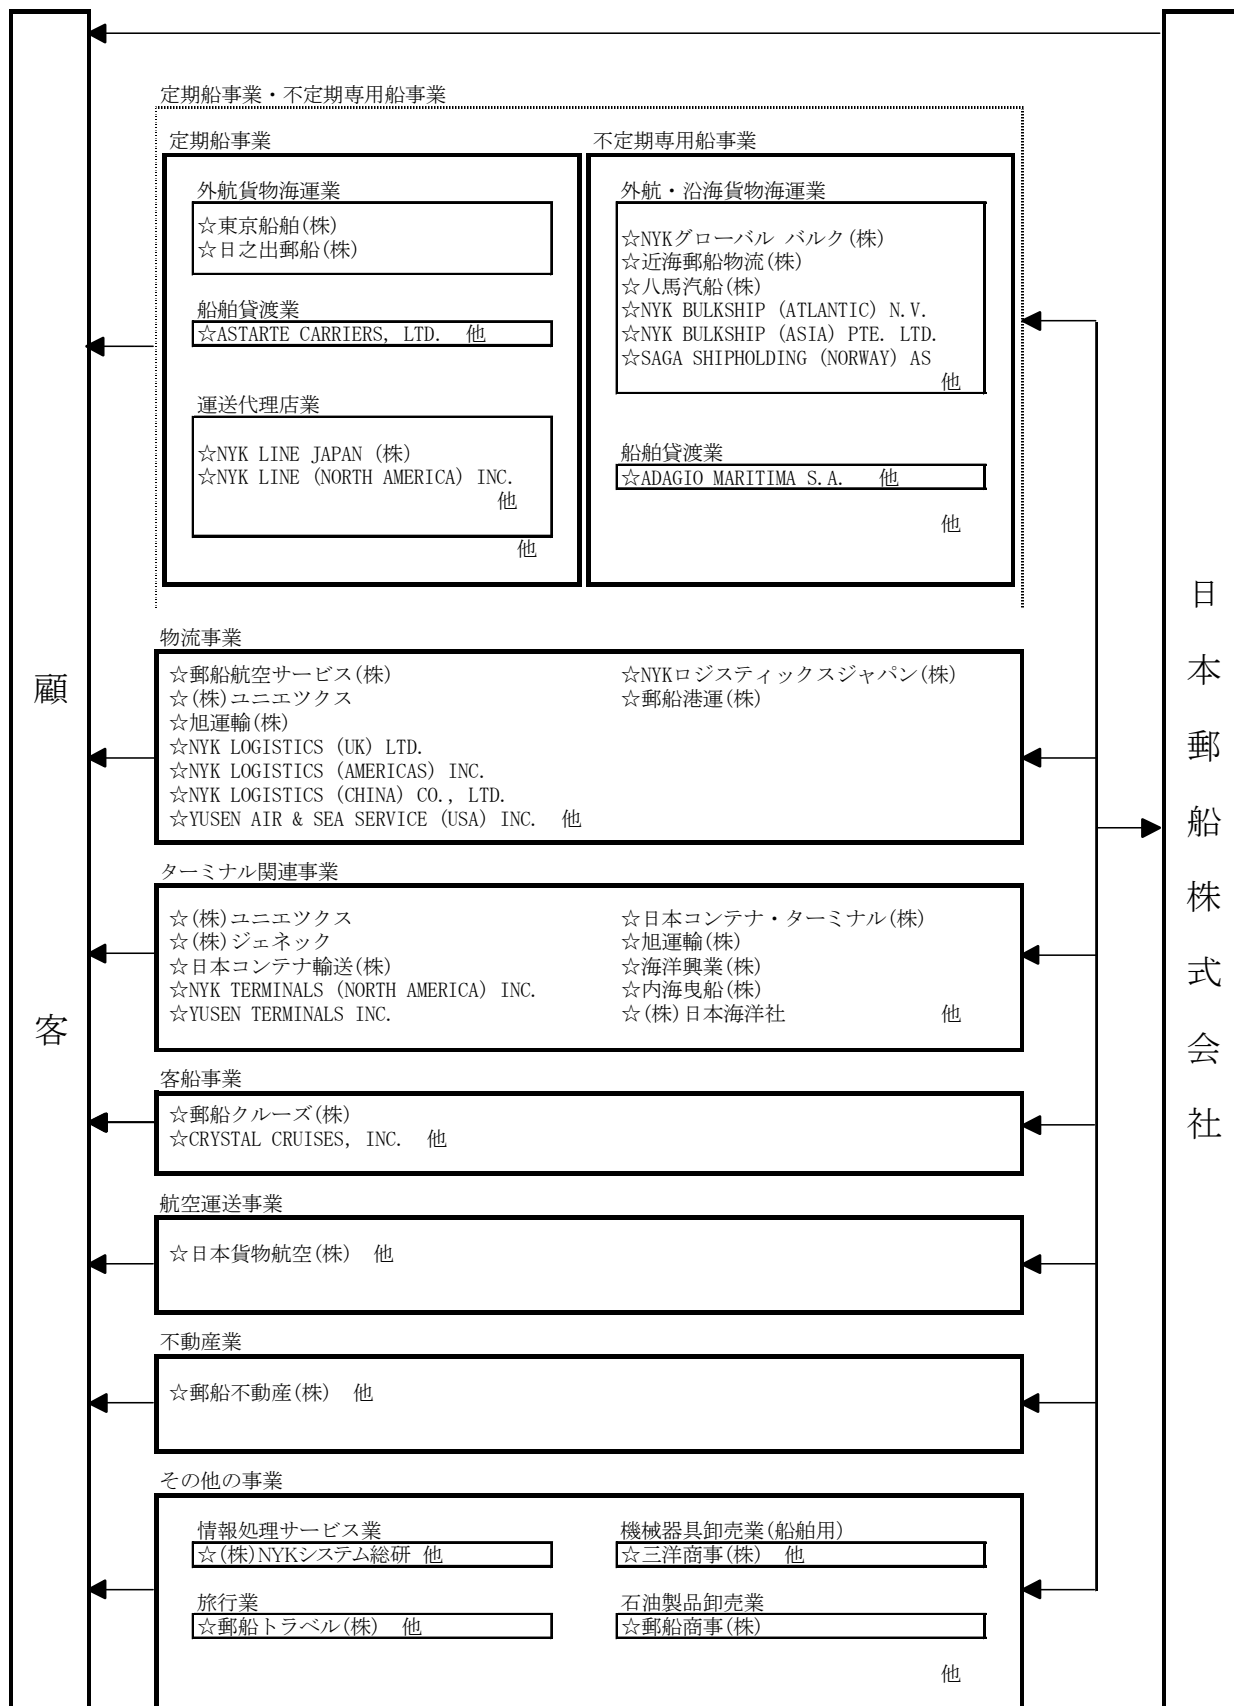 定期船事業・不定期専用船事業
定期船事業
外航貨物海運業
☆東京船舶(株)
☆日之出郵船(株)
船舶貸渡業
☆ASTARTE CARRIERS, LTD. 他
運送代理店業
☆NYK LINE JAPAN (株)
☆NYK LINE (NORTH AMERICA) INC.
他
他
不定期専用船事業
外航・沿海貨物海運業
☆NYKグローバル バルク(株)
☆近海郵船物流(株)
☆八馬汽船(株)
☆NYK BULKSHIP (ATLANTIC) N.V.
☆NYK BULKSHIP (ASIA) PTE. LTD.
☆SAGA SHIPHOLDING (NORWAY) AS
他
船舶貸渡業
☆ADAGIO MARITIMA S.A. 他
他
物流事業
☆郵船航空サービス(株)
☆(株)ユニエツクス
☆旭運輸(株)
☆NYK LOGISTICS (UK) LTD.
☆NYK LOGISTICS (AMERICAS) INC.
☆NYK LOGISTICS (CHINA) CO., LTD.
☆YUSEN AIR & SEA SERVICE (USA) INC. 他
☆NYKロジスティックスジャパン(株)
☆郵船港運(株)
ターミナル関連事業
☆(株)ユニエツクス
☆(株)ジェネック
☆日本コンテナ輸送(株)
☆NYK TERMINALS (NORTH AMERICA) INC.
☆YUSEN TERMINALS INC.
☆日本コンテナ・ターミナル(株)
☆旭運輸(株)
☆海洋興業(株)
☆内海曳船(株)
☆(株)日本海洋社 他
客船事業
☆郵船クルーズ(株)
☆CRYSTAL CRUISES, INC. 他
航空運送事業
☆日本貨物航空(株) 他
不動産業
☆郵船不動産(株) 他
その他の事業
情報処理サービス業
☆(株)NYKシステム総研 他
旅行業
☆郵船トラベル(株) 他
機械器具卸売業(船舶用)
☆三洋商事(株) 他
石油製品卸売業
☆郵船商事(株)
他
顧客
日本郵船株式会社